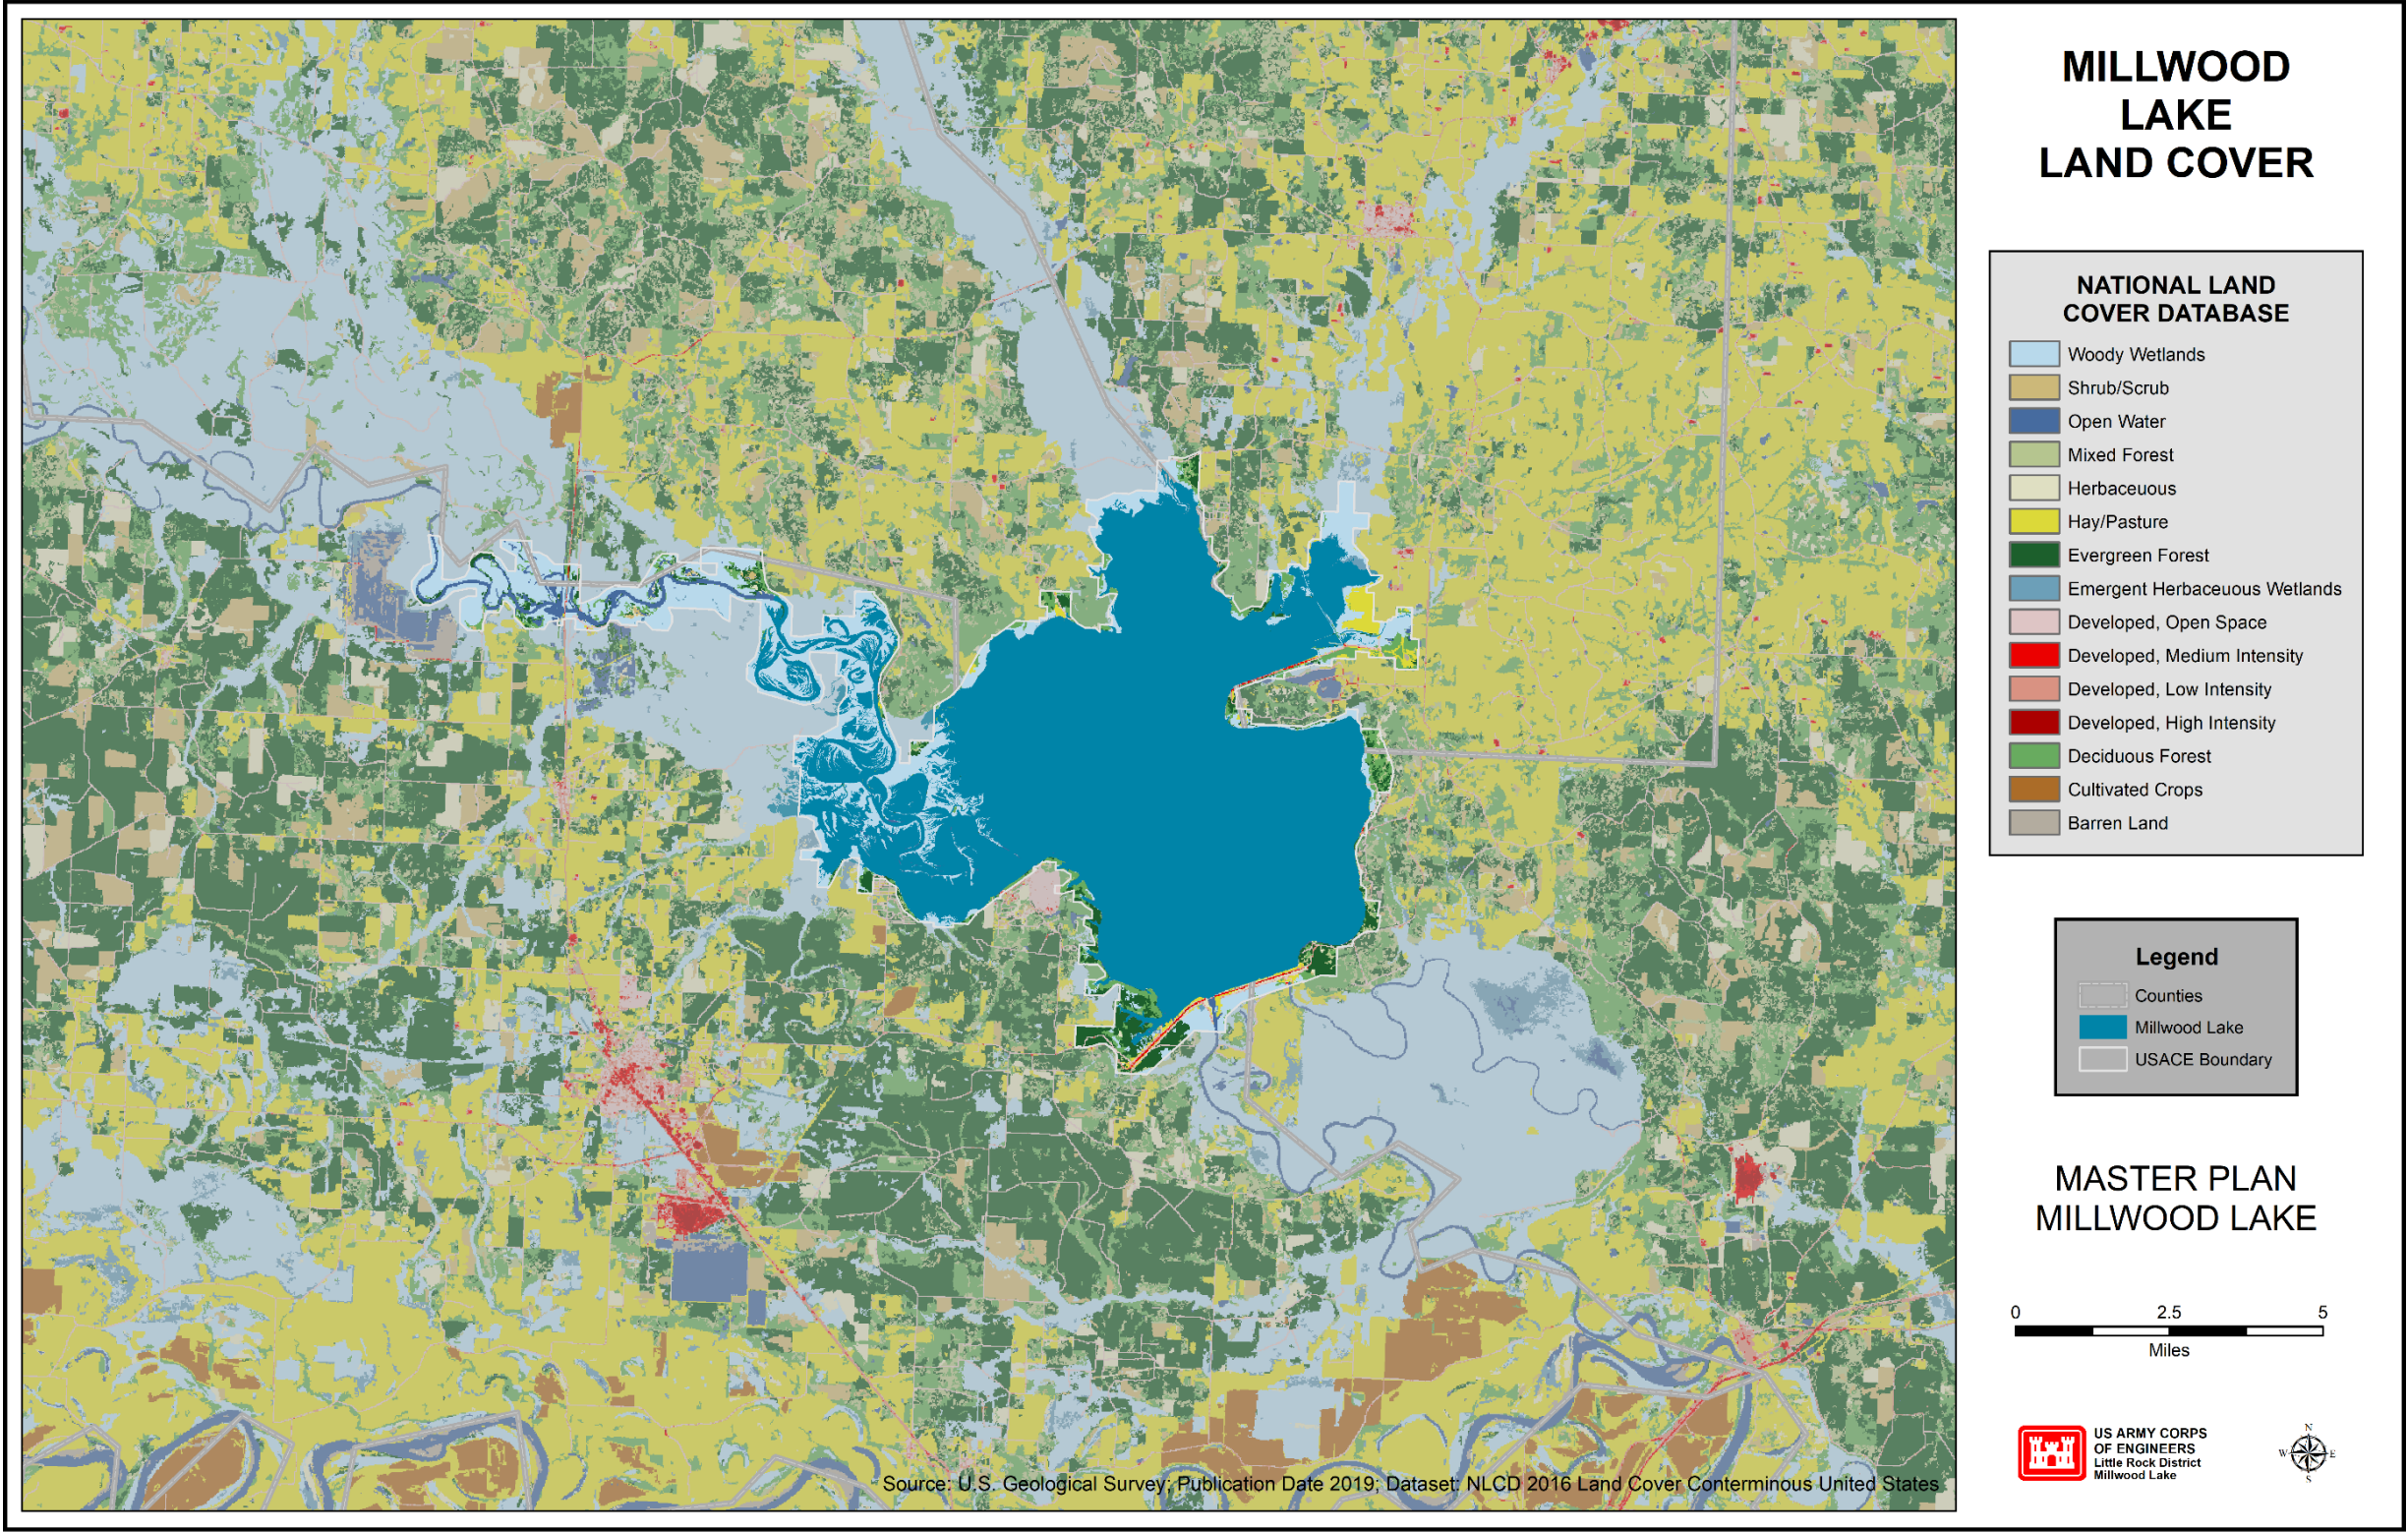 MILLWOOD
LAKE
LAND COVER
NATIONAL LAND
COVER DATABASE
Woody Wetlands
Shrub/Scrub
Open Water
Mixed Forest
Herbaceuous
Hay/Pasture
Evergreen Forest
Emergent Herbaceuous Wetlands
Developed, Open Space
Developed, Medium Intensity
Developed, Low Intensity
Developed, High Intensity
Deciduous Forest
Cultivated Crops
Barren Land
Legend
Counties
Millwood Lake
USACE Boundary
MASTER PLAN
MILLWOOD LAKE
0 2.5 5
Miles
US ARMY CORPS
OF ENGINEERS
Little Rock District
Millwood Lake
N
W E
S
Source: U.S. Geological Survey; Publication Date 2019; Dataset: NLCD 2016 Land Cover Conterminous United States